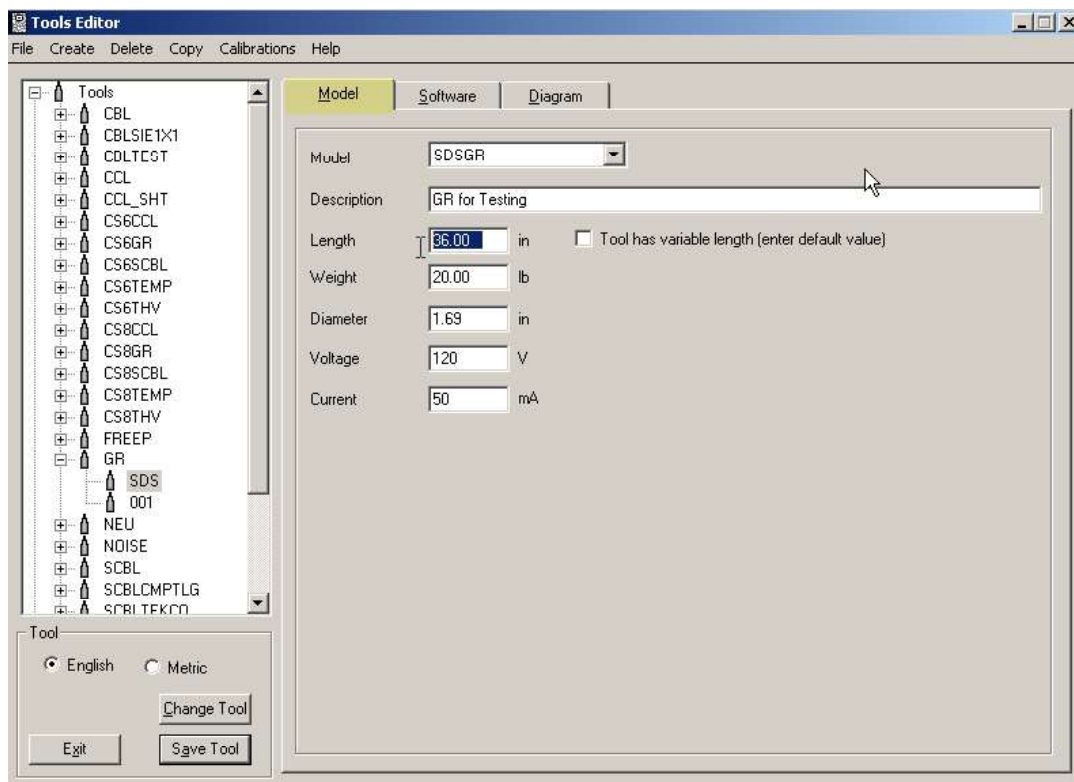 Tools Editor
File Create Delete Copy Calibrations Help
Tools
CBL
CBLSIE1X1
CDLTEST
CCL
CCL_SHT
CS6CCL
CS6GR
CS6SCBL
CS6TEMP
CS6THV
CS8CCL
CS8GR
CS8SCBL
CS8TEMP
CS8THV
FREEP
GR
SDS
001
NEU
NOISE
SCBL
SCBLCMPTLG
SCBLTEKCO
Tool
English Metric
Change Tool
Exit Save Tool
Model Software Diagram
Model SDSGR
Description GR for Testing
Length 36.00 in Tool has variable length (enter default value)
Weight 20.00 lb
Diameter 1.69 in
Voltage 120 V
Current 50 mA